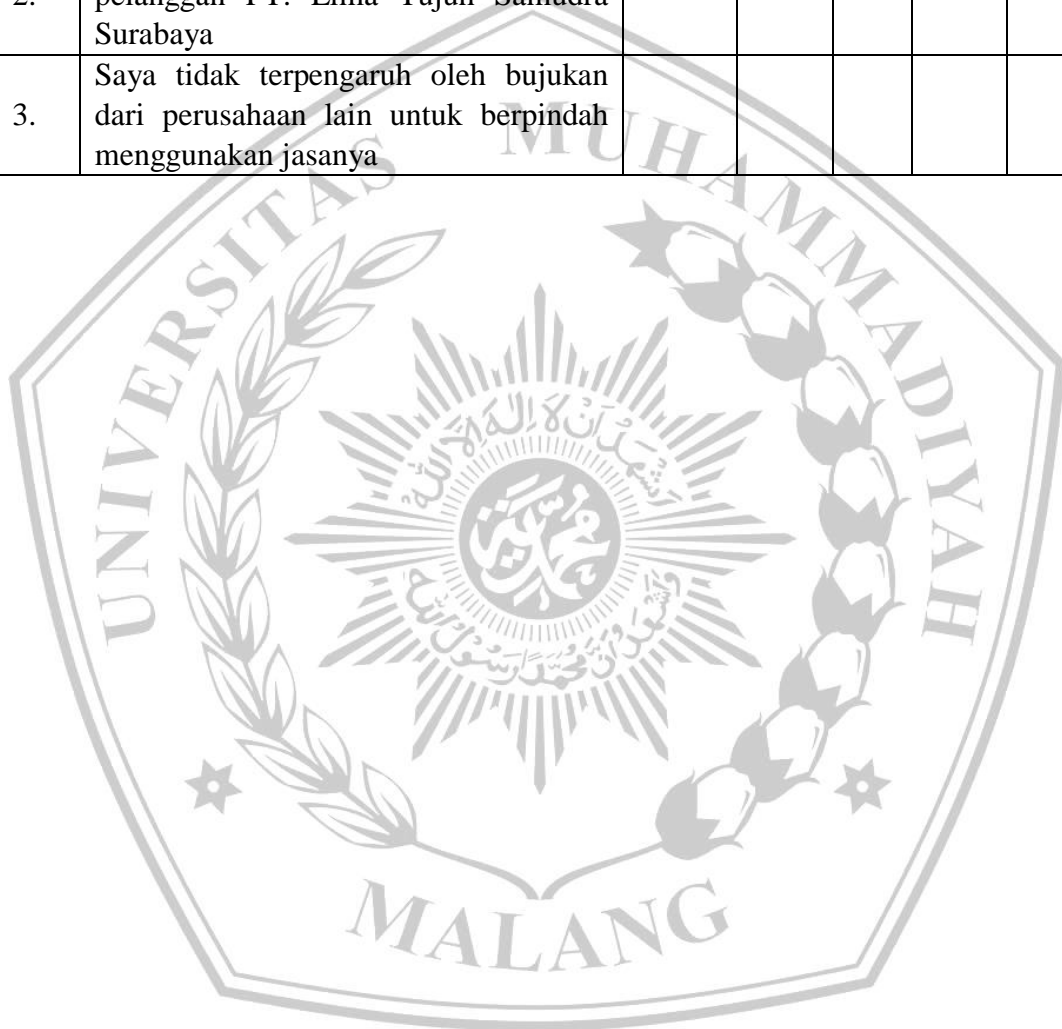 2. pelanggan PT. Lima Tujuh Samudra
Surabaya
Saya tidak terpengaruh oleh bujukan
3. dari perusahaan lain untuk berpindah
menggunakan jasanya
UNIVERSITAS MUHAMMADIYAH
MALANG